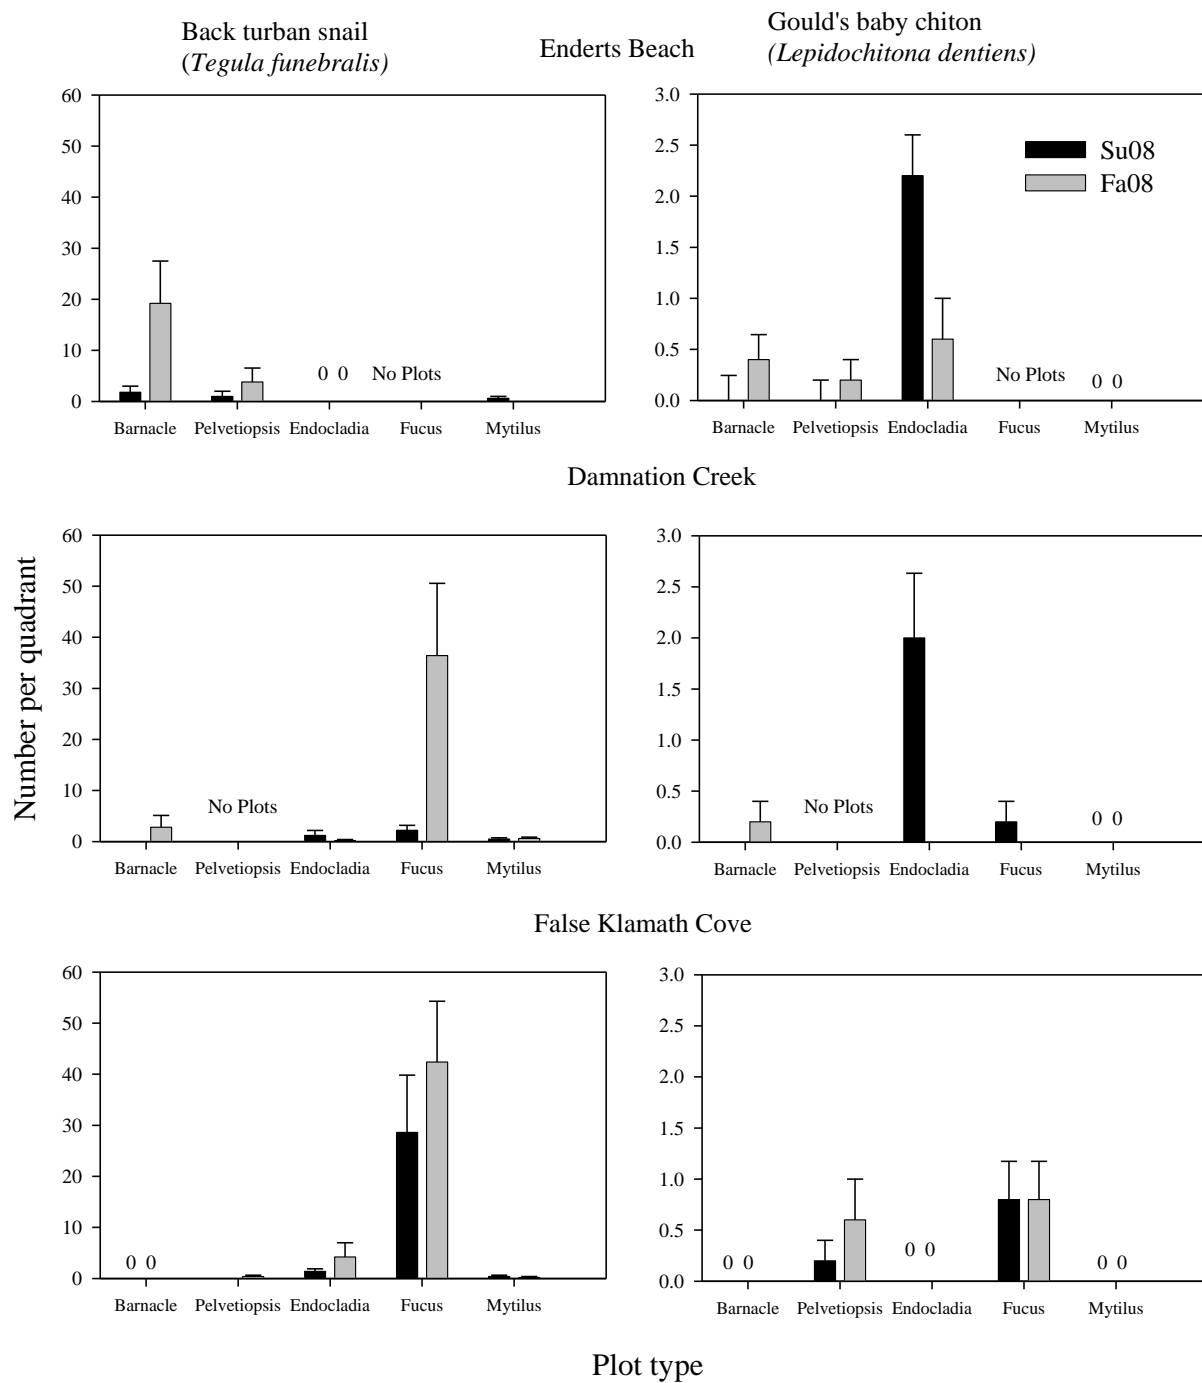 Back turban snail
(Tegula funebralis)
Enderts Beach
Gould's baby chiton
(Lepidochitona dentiens)
60
50
40
30
20
10
0
0 0
No Plots
Barnacle Pelvetiopsis Endocladia Fucus Mytilus
3.0
2.5
2.0
1.5
1.0
0.5
0.0
Su08
Fa08
No Plots
0 0
Barnacle Pelvetiopsis Endocladia Fucus Mytilus
Damnation Creek
Number per quadrant
60
50
40
30
20
10
0
No Plots
Barnacle Pelvetiopsis Endocladia Fucus Mytilus
3.0
2.5
2.0
1.5
1.0
0.5
0.0
No Plots
0 0
Barnacle Pelvetiopsis Endocladia Fucus Mytilus
False Klamath Cove
60
50
40
30
20
10
0
0 0
Barnacle Pelvetiopsis Endocladia Fucus Mytilus
3.0
2.5
2.0
1.5
1.0
0.5
0.0
0 0
0 0
0 0
Barnacle Pelvetiopsis Endocladia Fucus Mytilus
Plot type